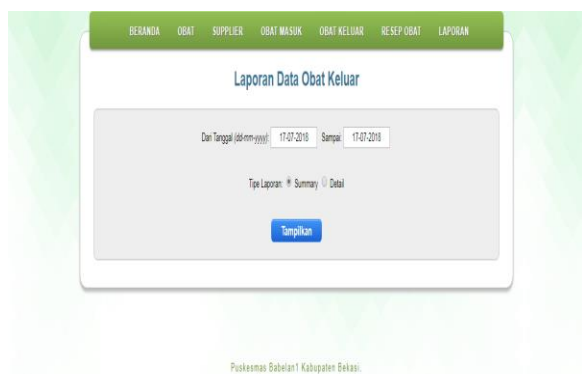 BERANDA OBAT SUPPLIER OBAT MASUK OBAT KELUAR RESEP OBAT LAPORAN
Laporan Data Obat Keluar
Dari Tanggal (dd-mm-yyyy): 17-07-2018 Sampai: 17-07-2018
Tipe Laporan: Summary Detail
Tampilkan
Puskesmas Babelan1 Kabupaten Bekasi.